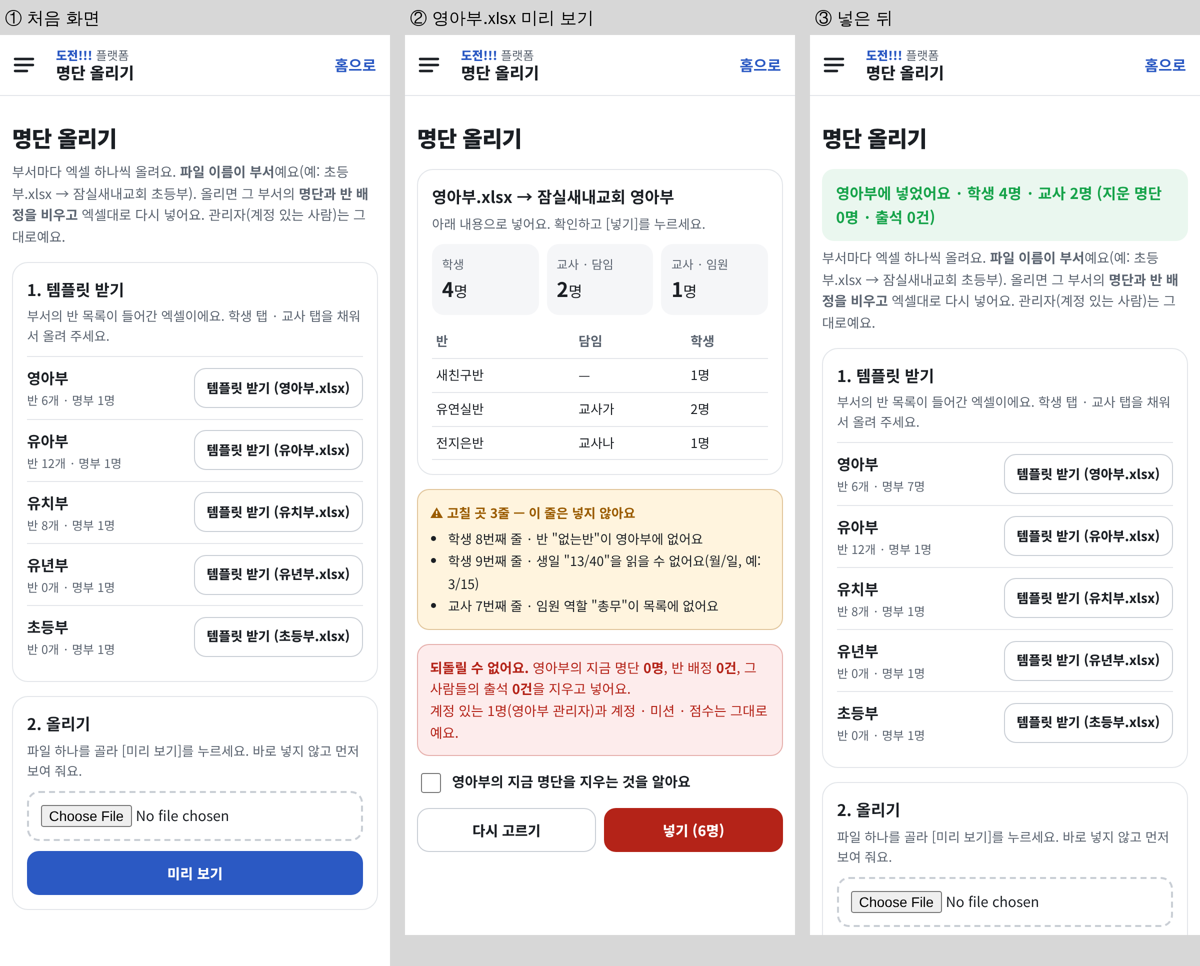 ① 처음 화면
도전!!! 플랫폼
명단 올리기
홈으로
명단 올리기
부서마다 엑셀 하나씩 올려요. 파일 이름이 부서예요(예: 초등
부.xlsx → 잠실새내교회 초등부). 올리면 그 부서의 명단과 반 배
정을 비우고 엑셀대로 다시 넣어요. 관리자(계정 있는 사람)는 그
대로예요.
1. 템플릿 받기
부서의 반 목록이 들어간 엑셀이에요. 학생 탭 · 교사 탭을 채워
서 올려 주세요.
영아부
반 6개 · 명부 1명
템플릿 받기 (영아부.xlsx)
유아부
반 12개 · 명부 1명
템플릿 받기 (유아부.xlsx)
유치부
반 8개 · 명부 1명
템플릿 받기 (유치부.xlsx)
유년부
반 0개 · 명부 1명
템플릿 받기 (유년부.xlsx)
초등부
반 0개 · 명부 1명
템플릿 받기 (초등부.xlsx)
2. 올리기
파일 하나를 골라 [미리 보기]를 누르세요. 바로 넣지 않고 먼저
보여 줘요.
Choose File No file chosen
미리 보기
② 영아부.xlsx 미리 보기
도전!!! 플랫폼
명단 올리기
홈으로
명단 올리기
영아부.xlsx → 잠실새내교회 영아부
아래 내용으로 넣어요. 확인하고 [넣기]를 누르세요.
학생
4명
교사 · 담임
2명
교사 · 임원
1명
반 담임 학생
새친구반 — 1명
유연실반 교사가 2명
전지은반 교사나 1명
⚠ 고칠 곳 3줄 — 이 줄은 넣지 않아요
• 학생 8번째 줄 · 반 "없는반"이 영아부에 없어요
• 학생 9번째 줄 · 생일 "13/40"을 읽을 수 없어요(월/일, 예:
3/15)
• 교사 7번째 줄 · 임원 역할 "총무"이 목록에 없어요
되돌릴 수 없어요. 영아부의 지금 명단 0명, 반 배정 0건, 그
사람들의 출석 0건을 지우고 넣어요.
계정 있는 1명(영아부 관리자)과 계정 · 미션 · 점수는 그대로
예요.
영아부의 지금 명단을 지우는 것을 알아요
다시 고르기
넣기 (6명)
③ 넣은 뒤
도전!!! 플랫폼
명단 올리기
홈으로
명단 올리기
영아부에 넣었어요 · 학생 4명 · 교사 2명 (지운 명단
0명 · 출석 0건)
부서마다 엑셀 하나씩 올려요. 파일 이름이 부서예요(예: 초등
부.xlsx → 잠실새내교회 초등부). 올리면 그 부서의 명단과 반 배
정을 비우고 엑셀대로 다시 넣어요. 관리자(계정 있는 사람)는 그
대로예요.
1. 템플릿 받기
부서의 반 목록이 들어간 엑셀이에요. 학생 탭 · 교사 탭을 채워
서 올려 주세요.
영아부
반 6개 · 명부 7명
템플릿 받기 (영아부.xlsx)
유아부
반 12개 · 명부 1명
템플릿 받기 (유아부.xlsx)
유치부
반 8개 · 명부 1명
템플릿 받기 (유치부.xlsx)
유년부
반 0개 · 명부 1명
템플릿 받기 (유년부.xlsx)
초등부
반 0개 · 명부 1명
템플릿 받기 (초등부.xlsx)
2. 올리기
파일 하나를 골라 [미리 보기]를 누르세요. 바로 넣지 않고 먼저
보여 줘요.
Choose File No file chosen